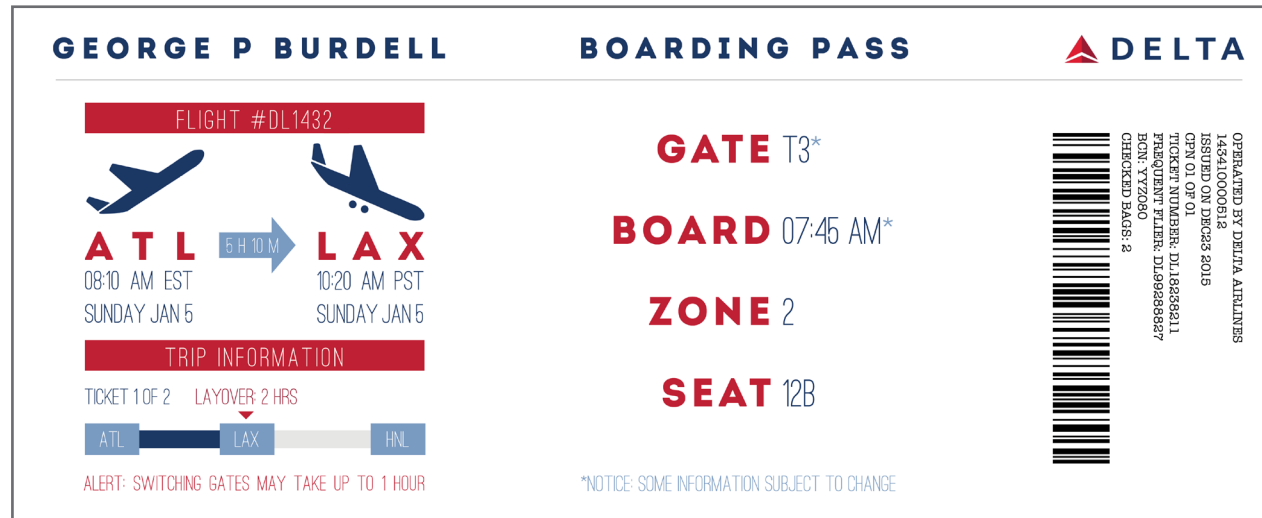 GEORGE P BURDELL
BOARDING PASS
DELTA
FLIGHT #DL1432
ATL
5 H 10 M
LAX
08:10 AM EST
10:20 AM PST
SUNDAY JAN 5
SUNDAY JAN 5
TRIP INFORMATION
TICKET 1 OF 2
LAYOVER: 2 HRS
ATL
LAX
HNL
ALERT: SWITCHING GATES MAY TAKE UP TO 1 HOUR
GATE T3*
BOARD 07:45 AM*
ZONE 2
SEAT 12B
*NOTICE: SOME INFORMATION SUBJECT TO CHANGE
OPERATED BY DELTA AIRLINES
143410000512
ISSUED ON DEC23 2015
CPN 01 OF 01
TICKET NUMBER: DL18238211
FREQUENT FLIER: DL99288827
BCN: YYZ080
CHECKED BAGS: 2